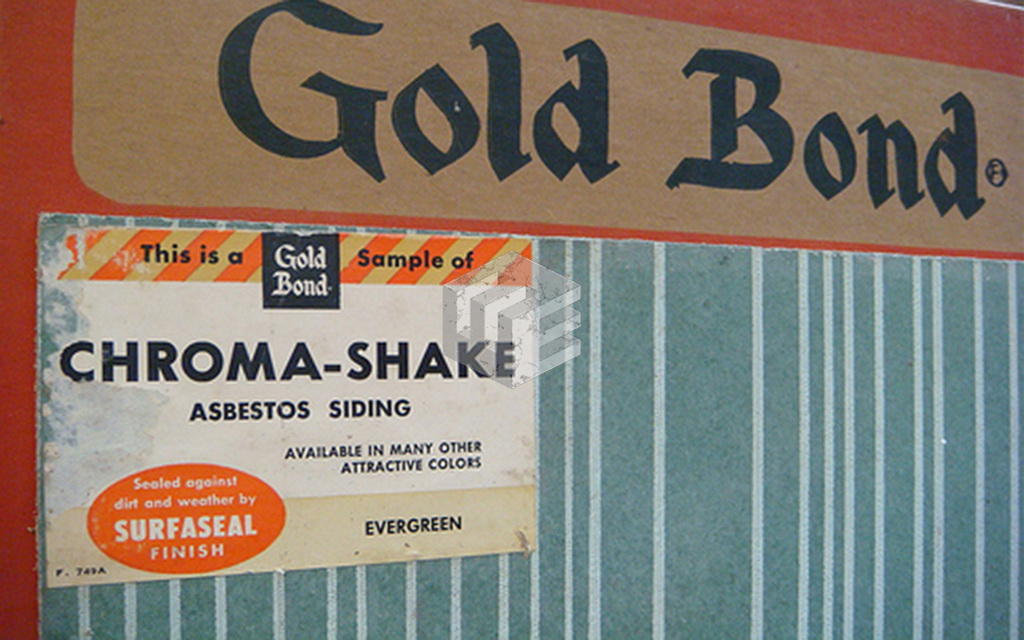 Gold Bond®
This is a Gold Bond Sample of
CHROMA-SHAKE
ASBESTOS SIDING
AVAILABLE IN MANY OTHER
ATTRACTIVE COLORS
Sealed against
dirt and weather by
SURFASEAL
FINISH
EVERGREEN
F. 749A